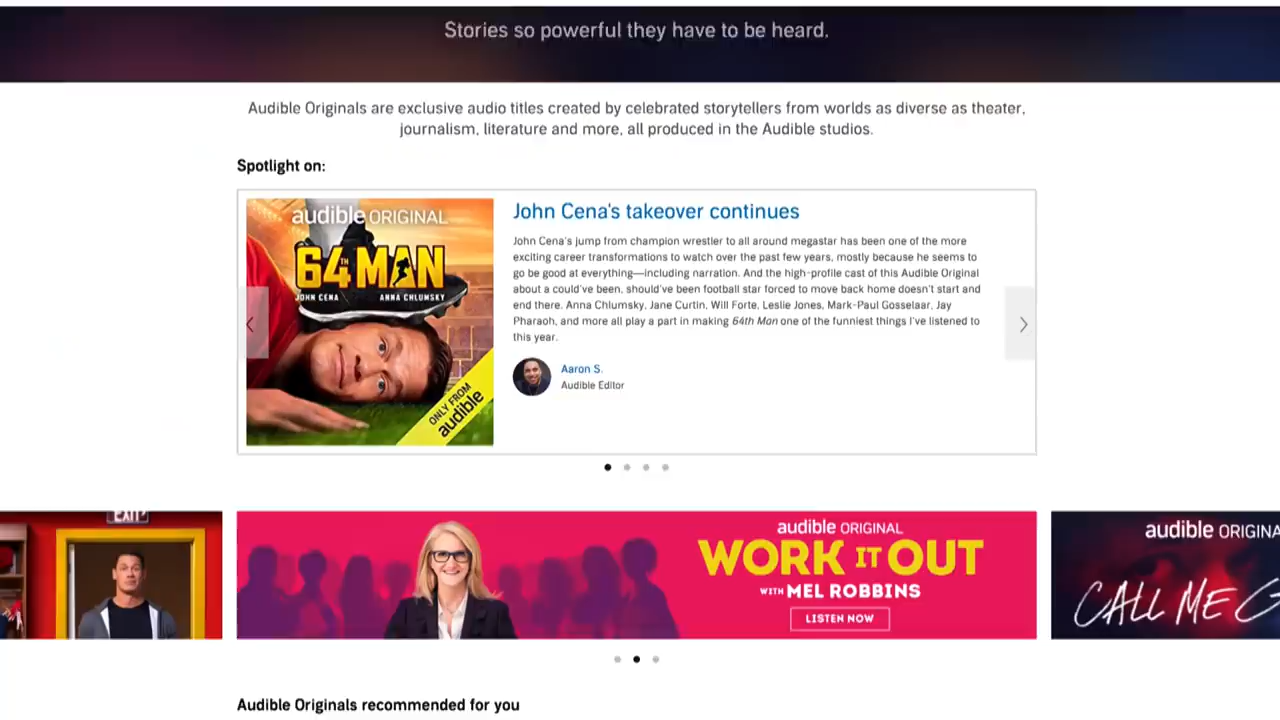 Stories so powerful they have to be heard.
Audible Originals are exclusive audio titles created by celebrated storytellers from worlds as diverse as theater,
journalism, literature and more, all produced in the Audible studios.
Spotlight on:
audible ORIGINAL
64TH MAN
JOHN CENA ANNA CHLUMSKY
ONLY FROM
audible
John Cena's takeover continues
John Cena's jump from champion wrestler to all around megastar has been one of the more
exciting career transformations to watch over the past few years, mostly because he seems to
go be good at everything—including narration. And the high-profile cast of this Audible Original
about a could've been, should've been football star forced to move back home doesn't start and
end there. Anna Chlumsky, Jane Curtin, Will Forte, Leslie Jones, Mark-Paul Gosselaar, Jay
Pharaoh, and more all play a part in making 64th Man one of the funniest things I've listened to
this year.
Aaron S.
Audible Editor
EXIT
audible ORIGINAL
WORK IT OUT
WITH MEL ROBBINS
LISTEN NOW
audible ORIGINA
CALL ME G
Audible Originals recommended for you